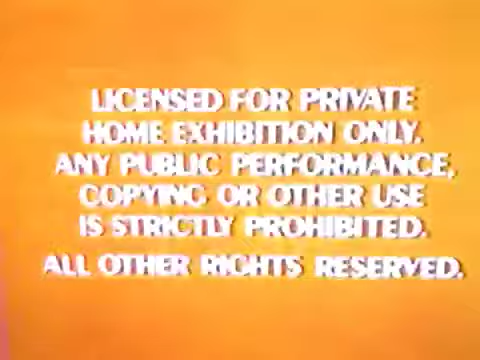 LICENSED FOR PRIVATE
HOME EXHIBITION ONLY.
ANY PUBLIC PERFORMANCE,
COPYING OR OTHER USE
IS STRICTLY PROHIBITED.
ALL OTHER RIGHTS RESERVED.